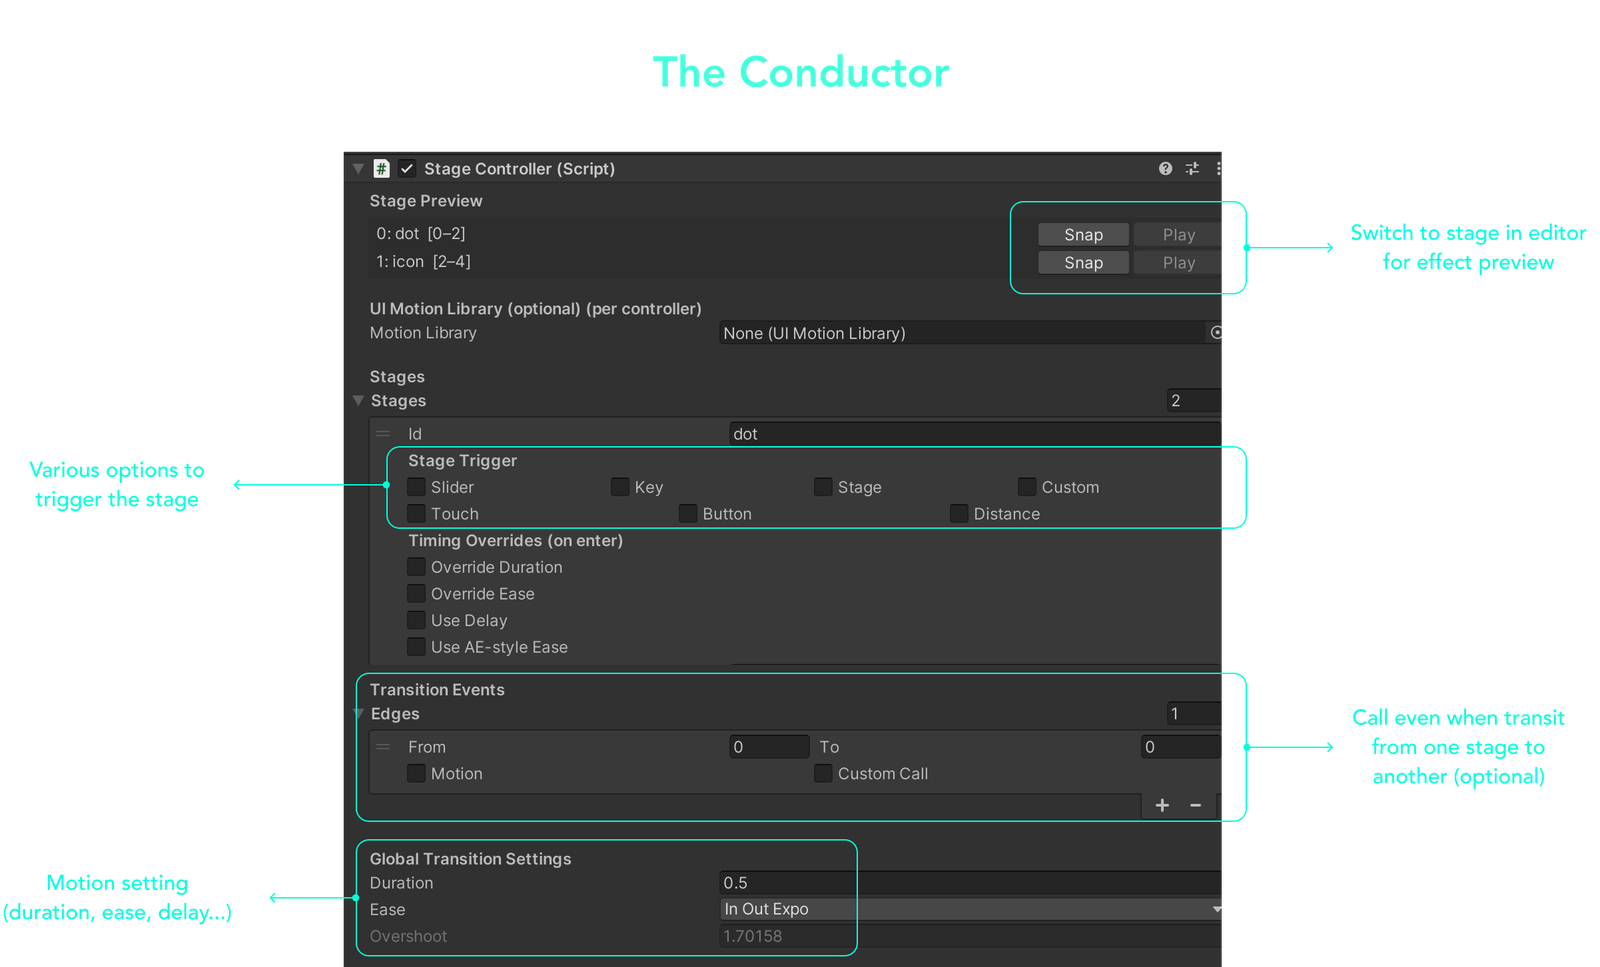 The Conductor
# Stage Controller (Script)
Stage Preview
0: dot [0–2] Snap Play
1: icon [2–4] Snap Play
Switch to stage in editor
for effect preview
UI Motion Library (optional) (per controller)
Motion Library None (UI Motion Library)
Stages
Stages 2
Id dot
Various options to
trigger the stage
Stage Trigger
Slider Key Stage Custom
Touch Button Distance
Timing Overrides (on enter)
Override Duration
Override Ease
Use Delay
Use AE-style Ease
Transition Events
Edges 1
From 0 To 0
Motion Custom Call
+ −
Call even when transit
from one stage to
another (optional)
Global Transition Settings
Duration 0.5
Ease In Out Expo
Overshoot 1.70158
Motion setting
(duration, ease, delay...)